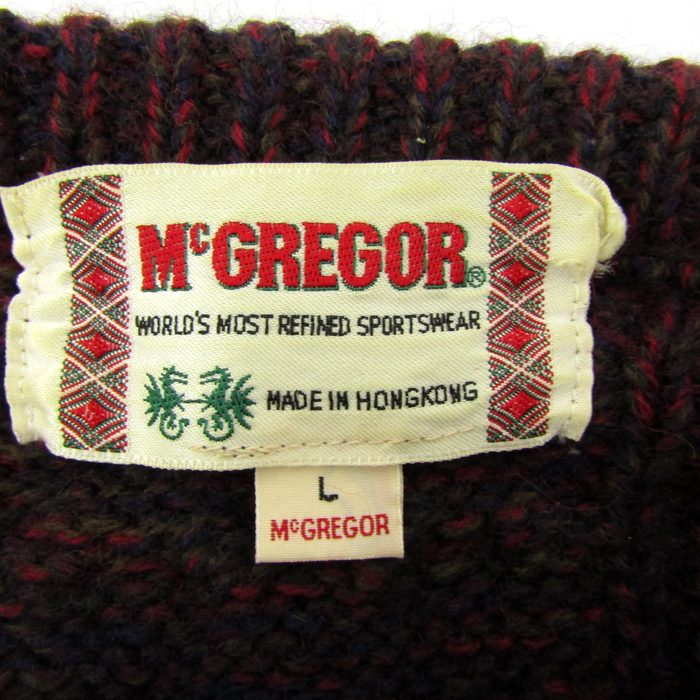 McGREGOR®
WORLD'S MOST REFINED SPORTSWEAR
MADE IN HONGKONG
L
McGREGOR